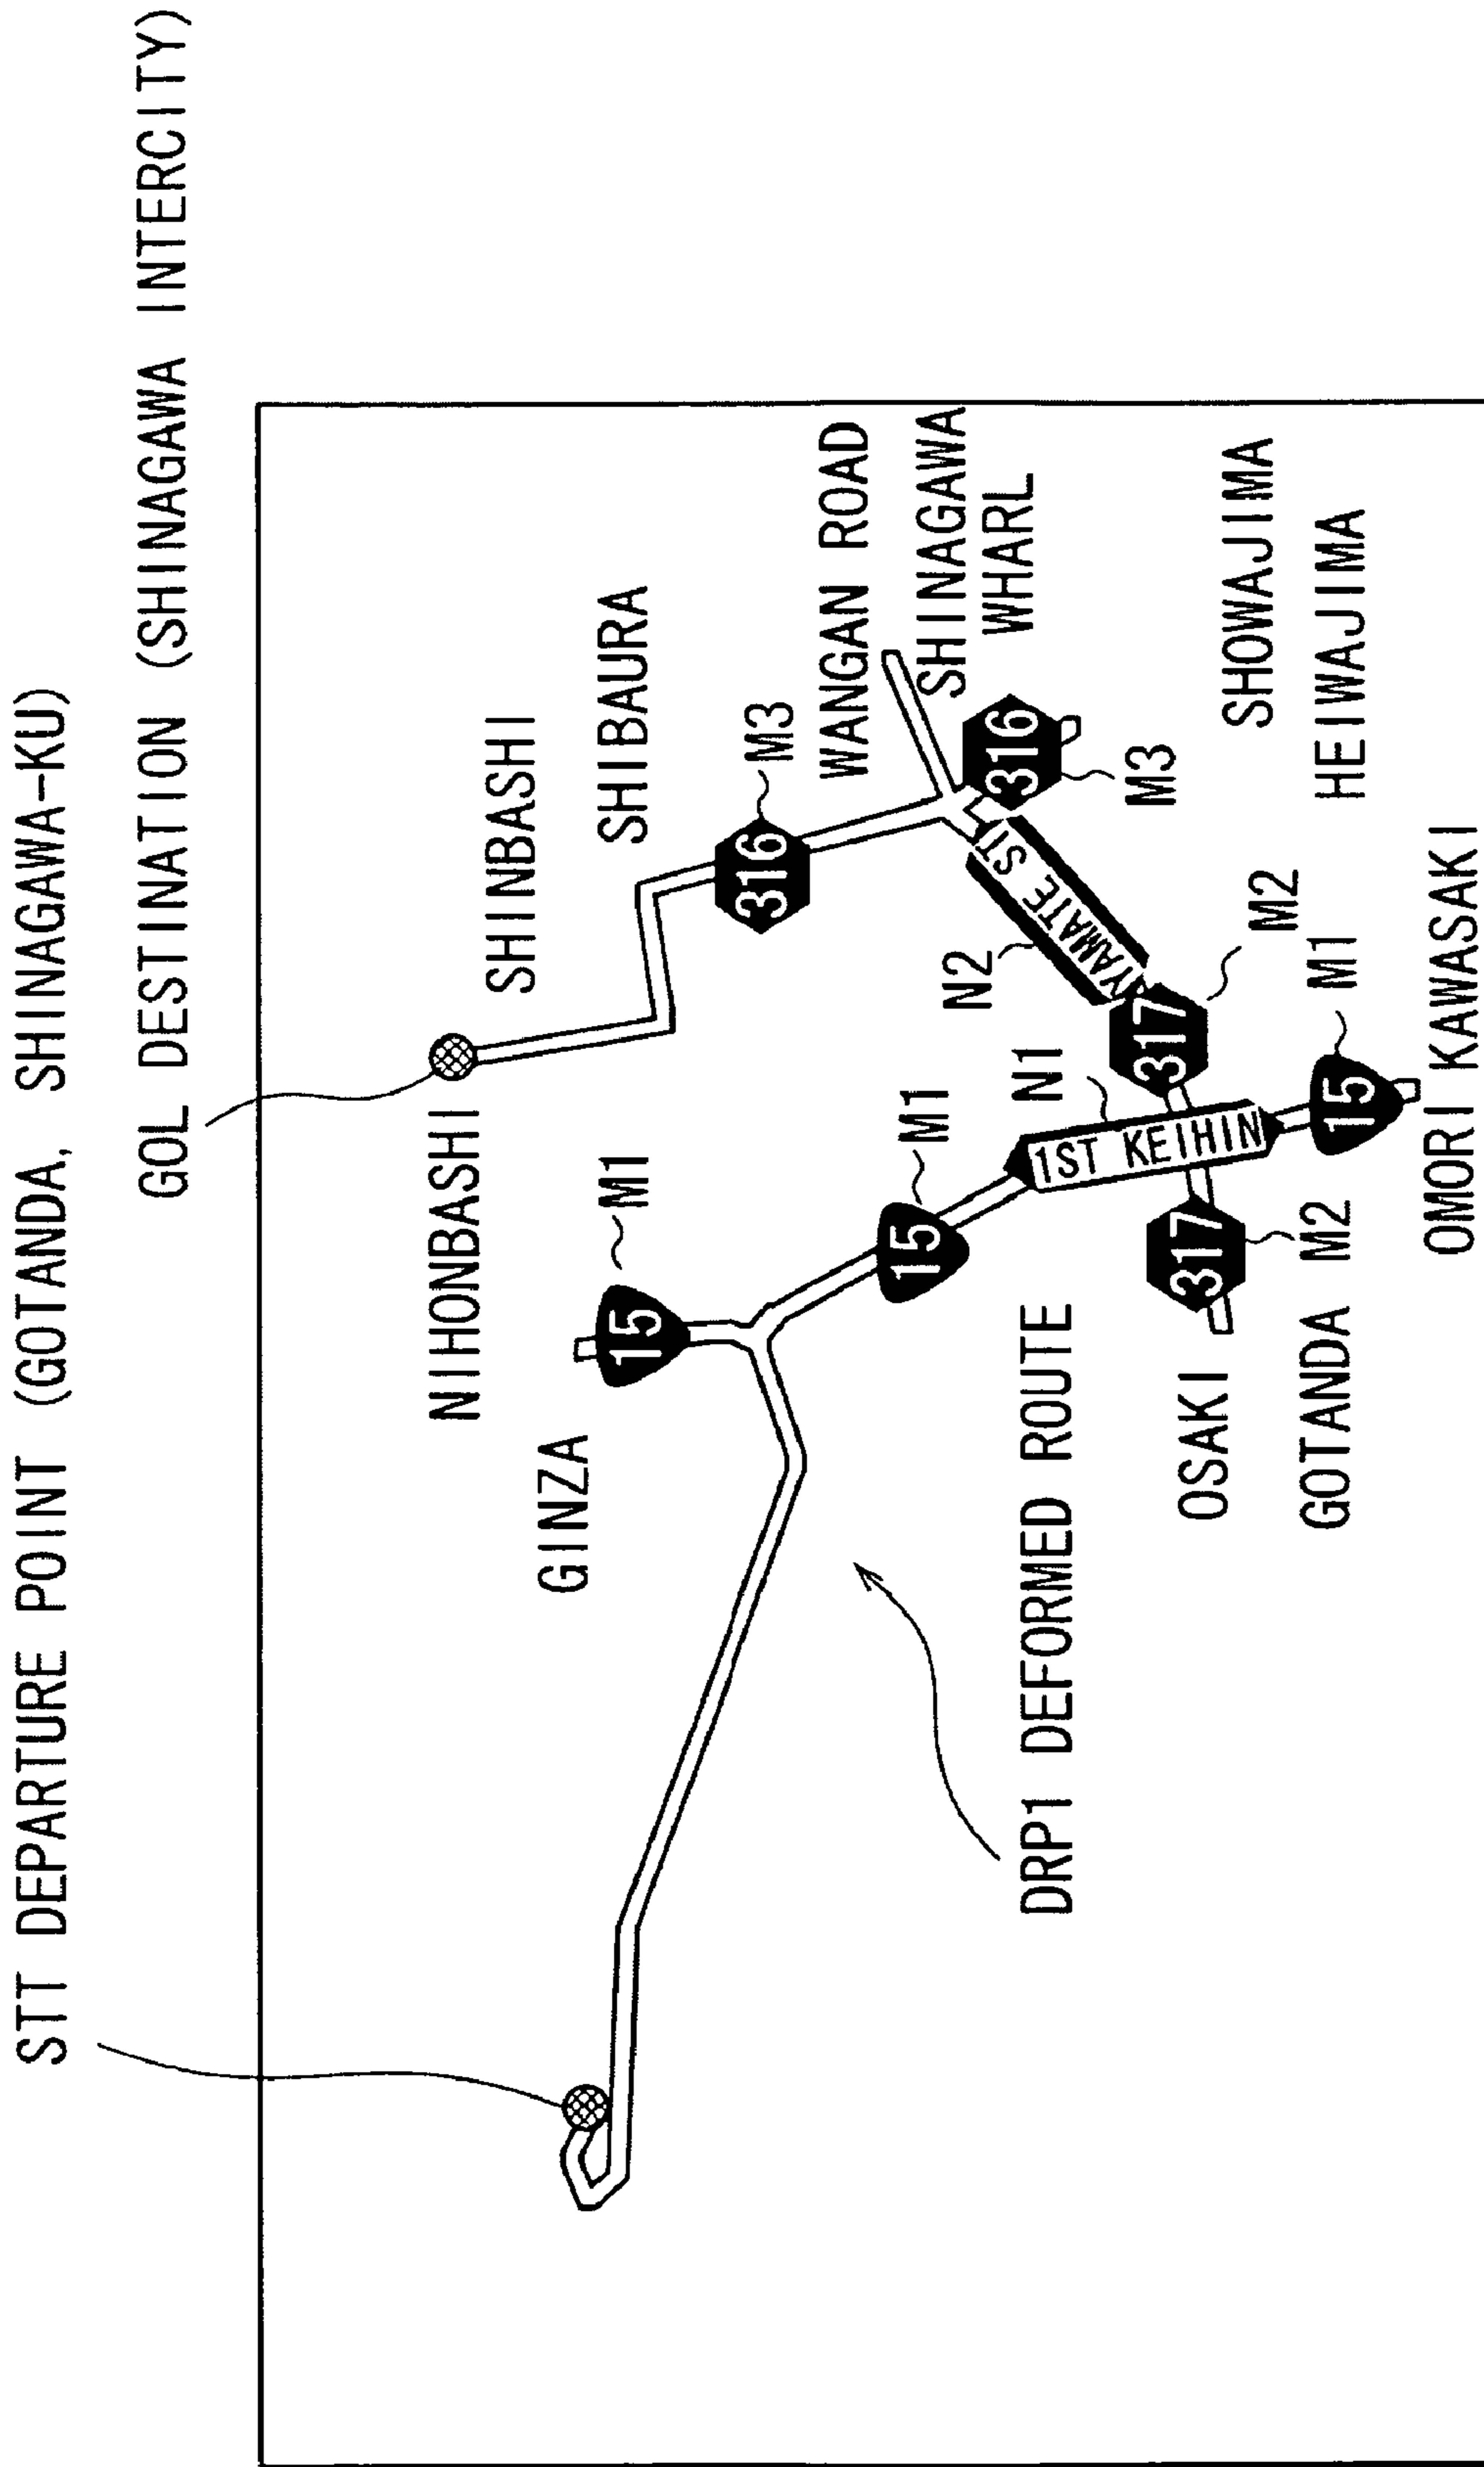 STT DEPARTURE POINT (GOTANDA, SHINAGAWA-KU)
GOL DESTINATION (SHINAGAWA INTERCITY)
NIHONBASHI
SHINBASHI
GINZA
SHIBAURA
15
M1
316
M3
WANGAN ROAD
15
M1
SHINAGAWA
WHARL
316
M3
N2
YAMATE ST
N1
1ST KEIHIN
DRP1 DEFORMED ROUTE
317
M2
OSAKI
317
M2
SHOWAJIMA
GOTANDA
15
M1
HEIWAJIMA
OMORI KAWASAKI